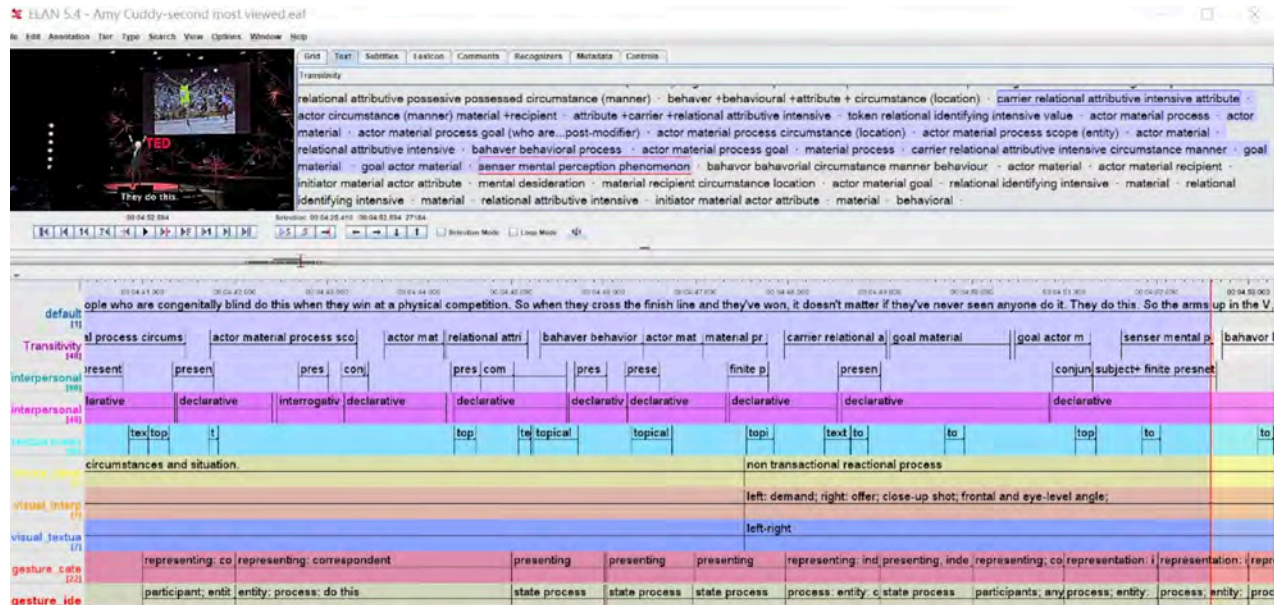 ELAN 5.4 - Amy Cuddy-second most viewed.eaf
Edit Annotation Tier Type Search View Options Window Help
Grid Text Subtitles Lexicon Comments Recognizers Metadata Controls
Transitivity
relational attributive possesive possessed circumstance (manner) · behaver +behavioural +attribute + circumstance (location) · carrier relational attributive intensive attribute ·
actor circumstance (manner) material +recipient · attribute +carrier +relational attributive intensive · token relational identifying intensive value · actor material process · actor
material · actor material process goal (who are...post-modifier) · actor material process circumstance (location) · actor material process scope (entity) · actor material ·
relational attributive intensive · bahaver behavioral process · actor material process goal · material process · carrier relational attributive intensive circumstance manner · goal
material · goal actor material · senser mental perception phenomenon · bahavor bahavorial circumstance manner behaviour · actor material · actor material recipient ·
initiator material actor attribute · mental desideration · material recipient circumstance location · actor material goal · relational identifying intensive · material · relational
identifying intensive · material · relational attributive intensive · initiator material actor attribute · material · behavioral ·
TED
They do this.
00:04:52.694
Selection: 00:04:25.410 - 00:04:52.694 27184
Selection Mode Loop Mode
default ople who are congenitally blind do this when they win at a physical competition. So when they cross the finish line and they've won, it doesn't matter if they've never seen anyone do it. They do this. So the arms up in the V,
Transitivity al process circums actor material process sco actor mat relational attri bahaver behavior actor mat material pr carrier relational a goal material goal actor m senser mental p bahavor
interpersonal present presen pres conj pres com pres prese finite p presen conjun subject+ finite presnet
interpersonal larative declarative interrogativ declarative declarative declarativ declarative declarative declarative declarative
tex top t top te topical topical topi text to to top to to
circumstances and situation. non transactional reactional process
visual_interp left: demand; right: offer; close-up shot; frontal and eye-level angle;
visual_textua left-right
gesture_cate representing: co representing: correspondent presenting presenting presenting representing: ind presenting, inde representing; co representation: i representation: i repr
gesture_ide participant; entit entity: process: do this state process state process state process process: entity: c state process participants; any process; entity: process; entity: proc